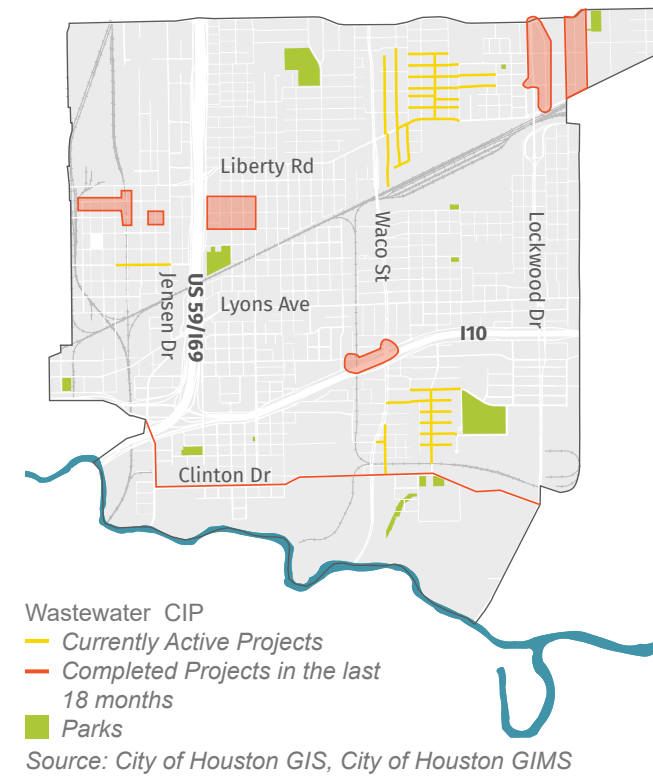 Liberty Rd
Waco St
Lockwood Dr
US 59/I69
Jensen Dr
Lyons Ave
I10
Clinton Dr
Wastewater CIP
Currently Active Projects
Completed Projects in the last
18 months
Parks
Source: City of Houston GIS, City of Houston GIMS